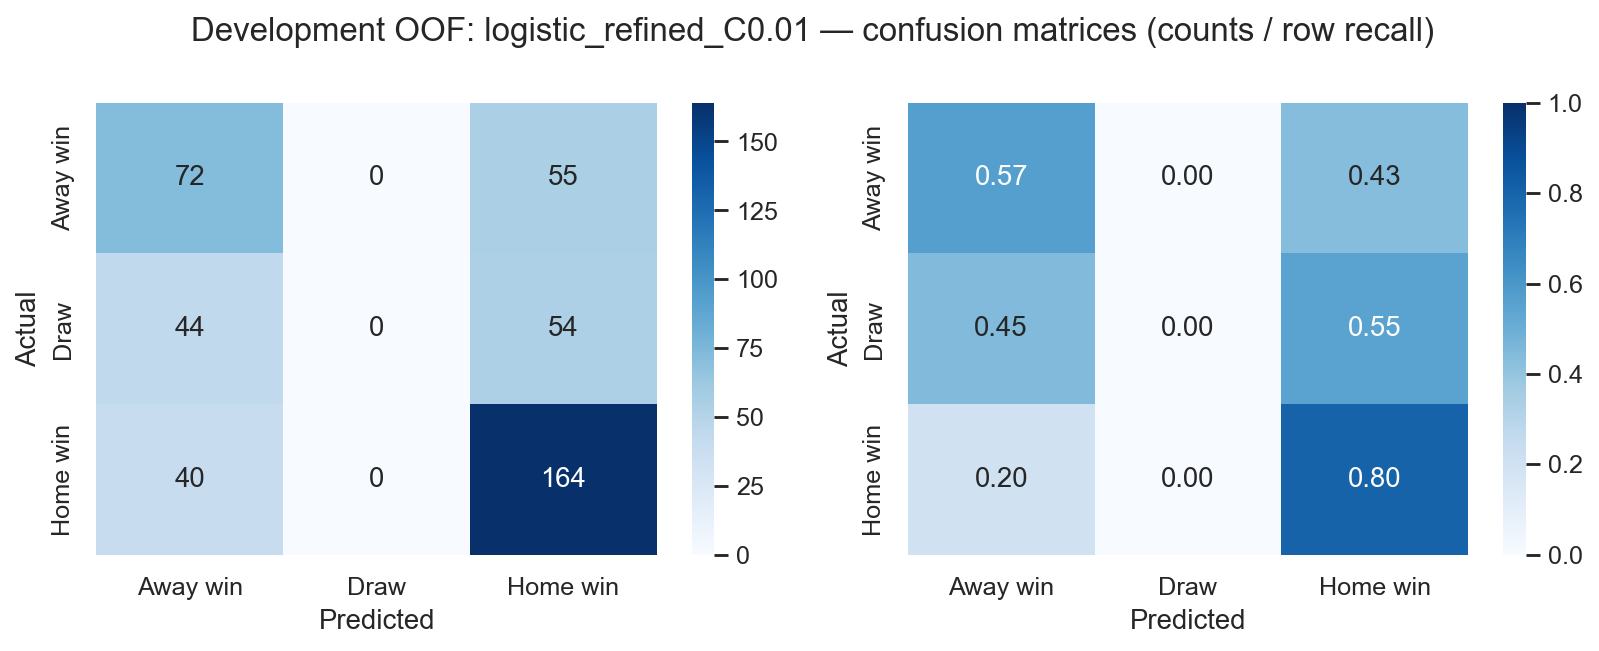 Development OOF: logistic_refined_C0.01 — confusion matrices (counts / row recall)
Actual
Away win
Draw
Home win
72 0 55
44 0 54
40 0 164
Away win Draw Home win
Predicted
150
125
100
75
50
25
0
Actual
Away win
Draw
Home win
0.57 0.00 0.43
0.45 0.00 0.55
0.20 0.00 0.80
Away win Draw Home win
Predicted
1.0
0.8
0.6
0.4
0.2
0.0